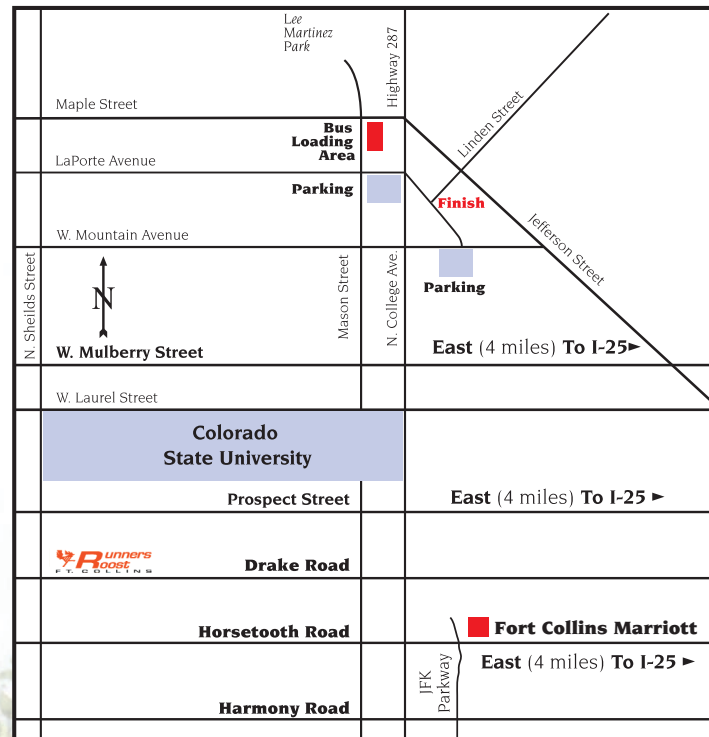 Lee
Martinez
Park
Highway 287
Maple Street
Bus
Loading
Area
Linden Street
LaPorte Avenue
Parking
Finish
Jefferson Street
W. Mountain Avenue
N. Sheilds Street
N
Mason Street
N. College Ave.
Parking
W. Mulberry Street
East (4 miles) To I-25
W. Laurel Street
Colorado
State University
Prospect Street
East (4 miles) To I-25
Runners
Roost
FT. COLLINS
Drake Road
Horsetooth Road
Fort Collins Marriott
JFK
Parkway
East (4 miles) To I-25
Harmony Road